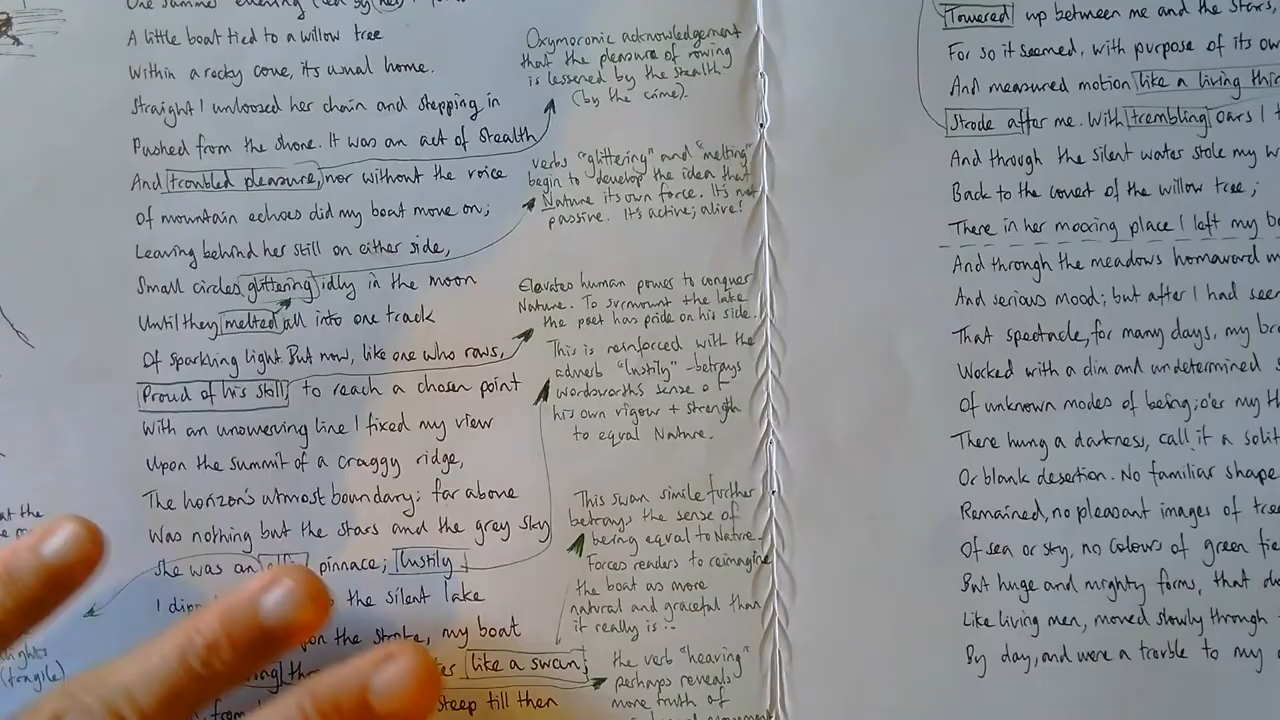 One summer evening (led by her) I
A little boat tied to a willow tree
Within a rocky cove, its usual home.
Straight I unloosed her chain and stepping in
Pushed from the shore. It was an act of stealth
And troubled pleasure, nor without the voice
Of mountain echoes did my boat move on;
Leaving behind her still on either side,
Small circles glittering idly in the moon
Until they melted all into one track
Of sparkling light. But now, like one who rows,
Proud of his skill, to reach a chosen point
With an unswerving line I fixed my view
Upon the summit of a craggy ridge,
The horizon's utmost boundary; far above
Was nothing but the stars and the grey sky
She was an pinnace; lustily
I the silent lake
the stroke, my boat
like a swan;
steep till then
Oxymoronic acknowledgement
that the pleasure of rowing
is lessened by the stealth
(by the crime).
verbs "glittering" and "melting"
begin to develop the idea that
Nature its own force. It's not
passive. It's active; alive!
Elevates human power to conquer
Nature. To surmount the lake
the poet has pride on his side.
This is reinforced with the
adverb "lustily" - betrays
Wordsworth's sense of
his own vigour + strength
to equal Nature.
This swan simile further
betrays the sense of
being equal to Nature.
Forces renders to reimagine
the boat as more
natural and graceful than
it really is :-
the verb "heaving"
perhaps reveals
more truth of
at the
(fragile)
Towered up between me and the stars,
For so it seemed, with purpose of its
And measured motion like a living
Strode after me. With trembling oars I
And through the silent water stole my
Back to the covert of the willow tree;
There in her mooring place I left my
And through the meadows homeward
And serious mood; but after I had
That spectacle, for many days, my
Worked with a dim and undetermined
Of unknown modes of being; o'er my
There hung a darkness, call it
Or blank desertion. No familiar shape
Remained, no pleasant images of
Of sea or sky, no colours of green
But huge and mighty forms, that
Like living men, moved slowly through
By day, and were a trouble to my